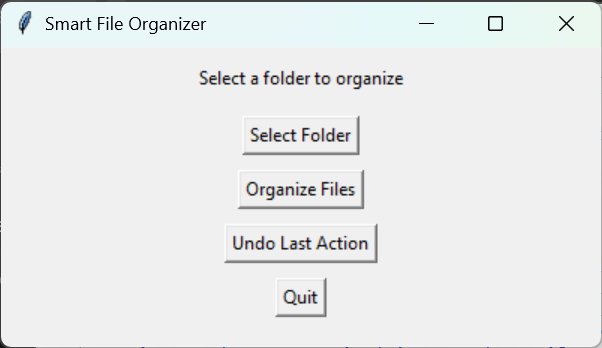 Smart File Organizer
Select a folder to organize
Select Folder
Organize Files
Undo Last Action
Quit